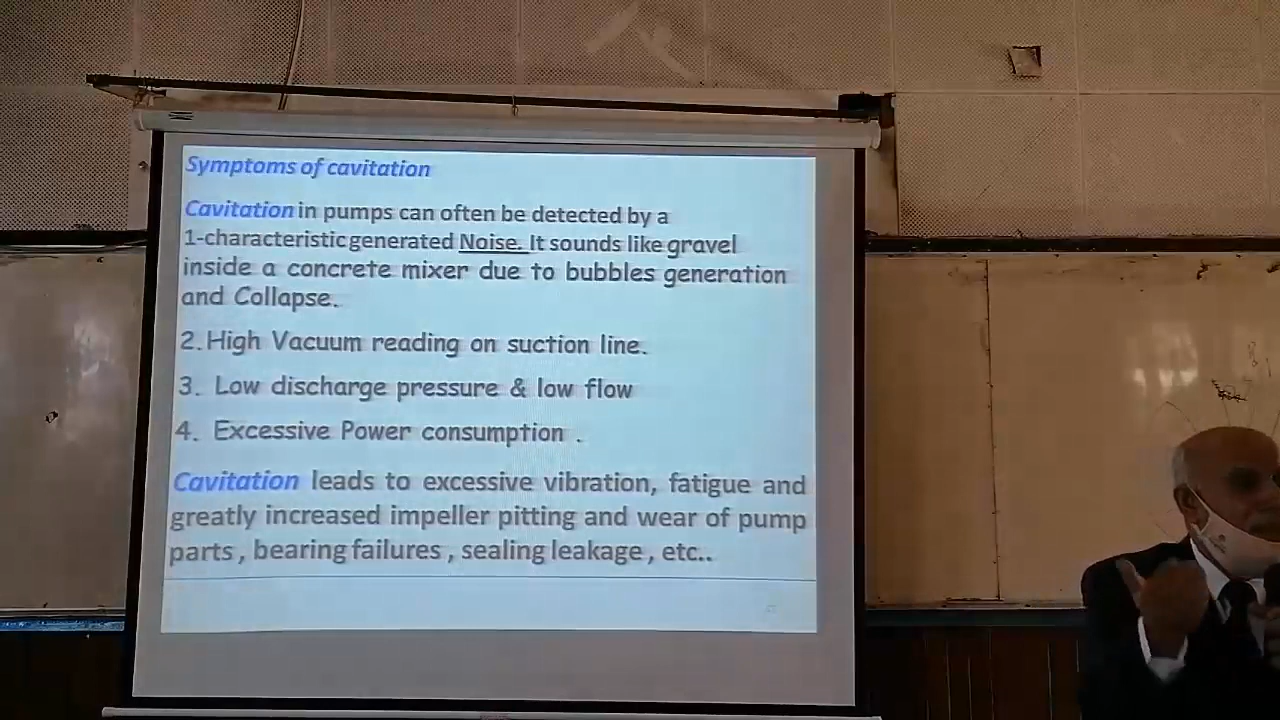 Symptoms of cavitation
Cavitation in pumps can often be detected by a
1-characteristic generated Noise. It sounds like gravel
inside a concrete mixer due to bubbles generation
and Collapse.
2. High Vacuum reading on suction line.
3. Low discharge pressure & low flow
4. Excessive Power consumption .
Cavitation leads to excessive vibration, fatigue and
greatly increased impeller pitting and wear of pump
parts , bearing failures , sealing leakage , etc..